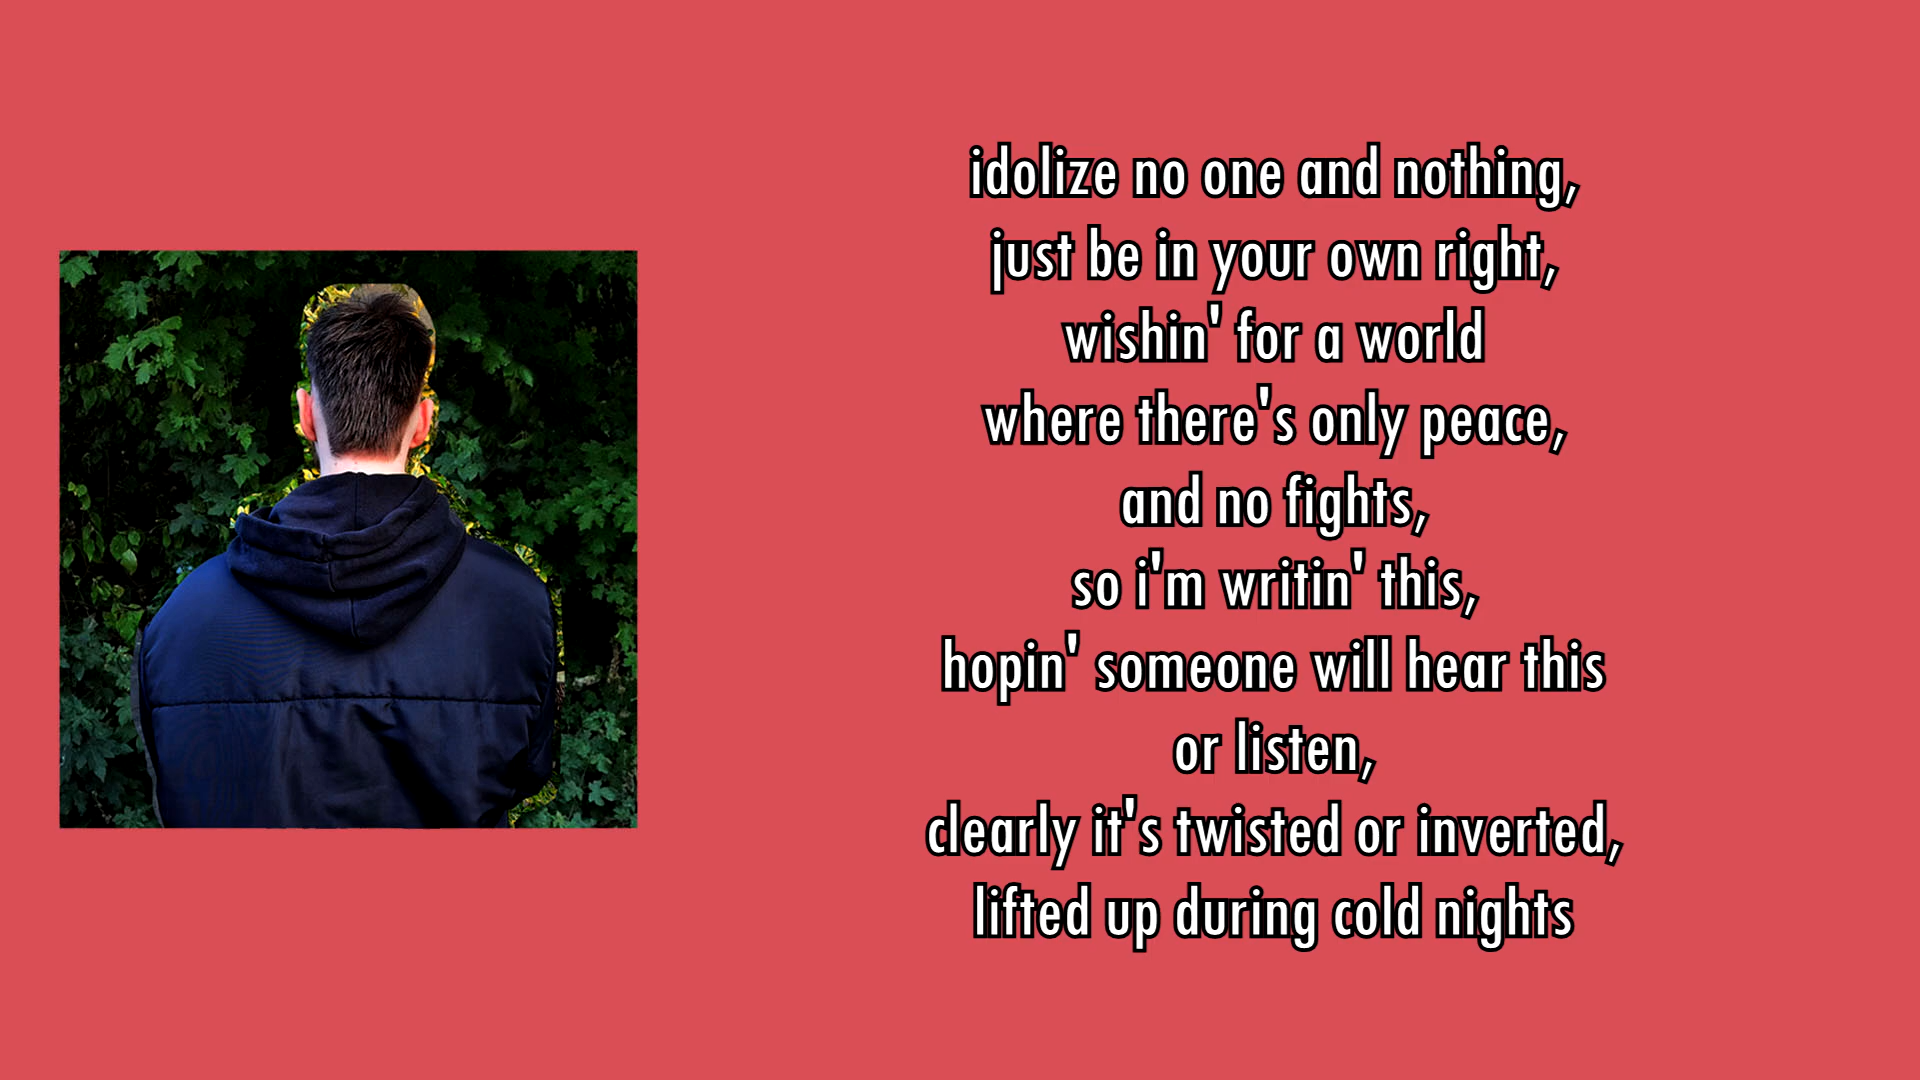 idolize no one and nothing,
just be in your own right,
wishin' for a world
where there's only peace,
and no fights,
so i'm writin' this,
hopin' someone will hear this
or listen,
clearly it's twisted or inverted,
lifted up during cold nights